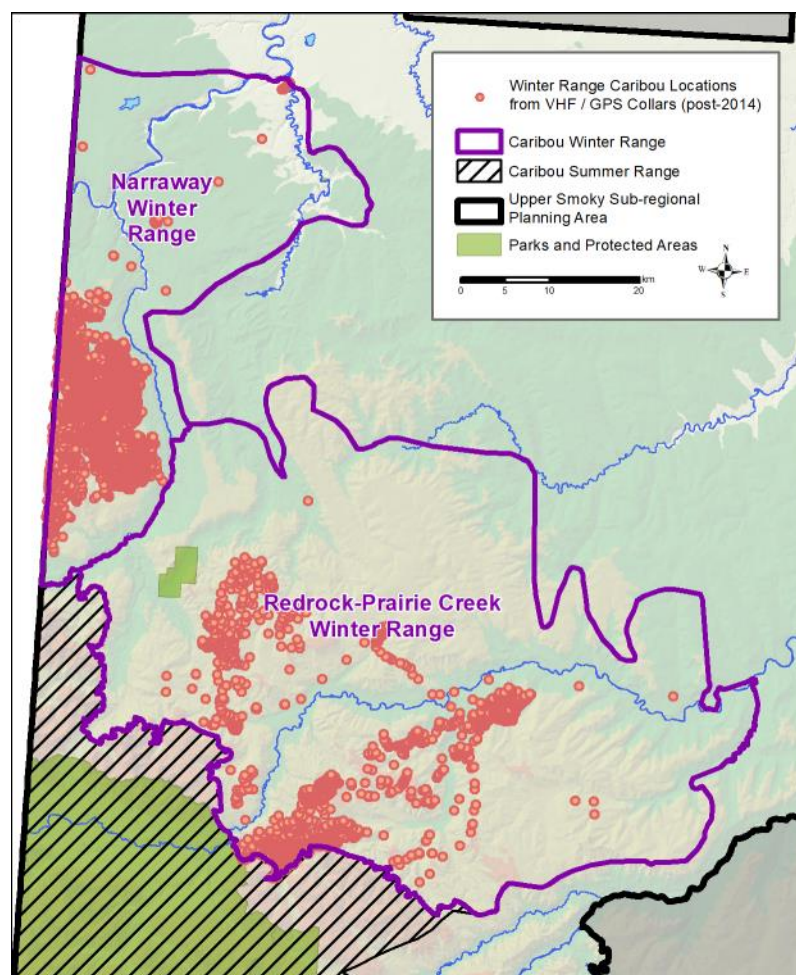 Winter Range Caribou Locations
from VHF / GPS Collars (post-2014)
Caribou Winter Range
Caribou Summer Range
Upper Smoky Sub-regional
Planning Area
Parks and Protected Areas
N
W
E
S
km
0
5
10
20
Narraway
Winter
Range
Redrock-Prairie Creek
Winter Range